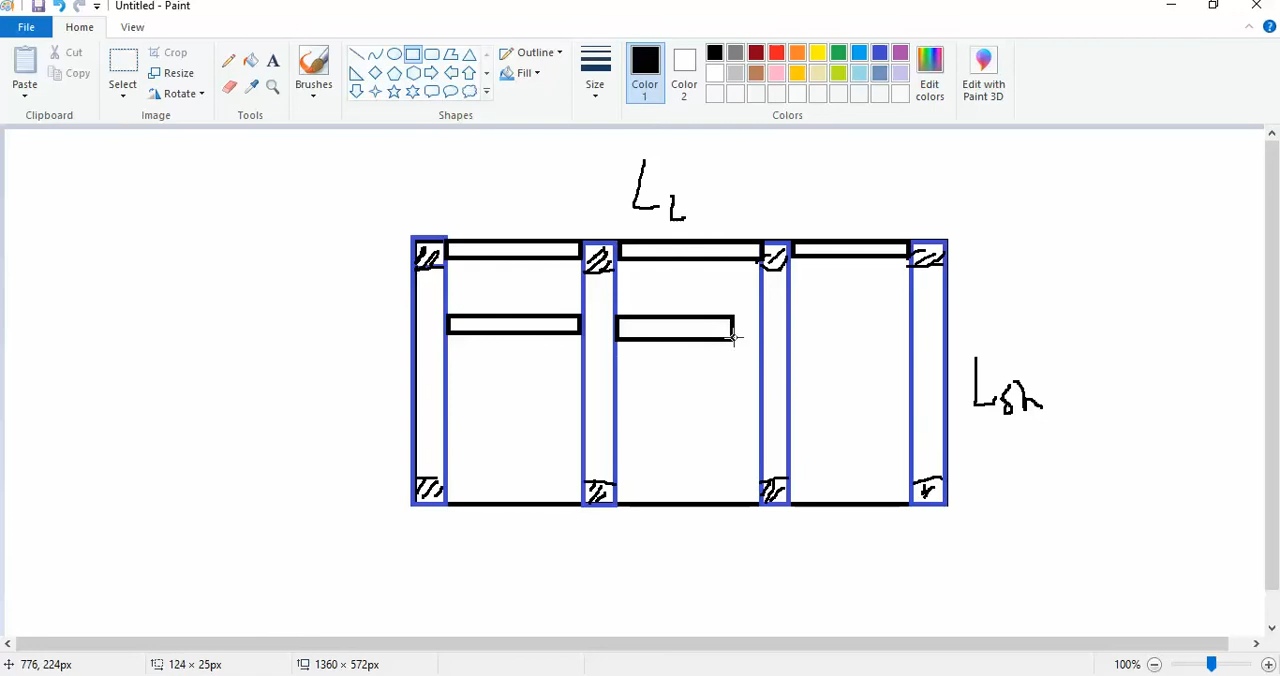 Untitled - Paint
File Home View
Paste
Cut
Copy
Clipboard
Select
Crop
Resize
Rotate
Image
A
Tools
Brushes
Shapes
Outline
Fill
Size
Color 1
Color 2
Edit colors
Colors
Edit with Paint 3D
L_L
L_sh
776, 224px
124 × 25px
1360 × 572px
100%